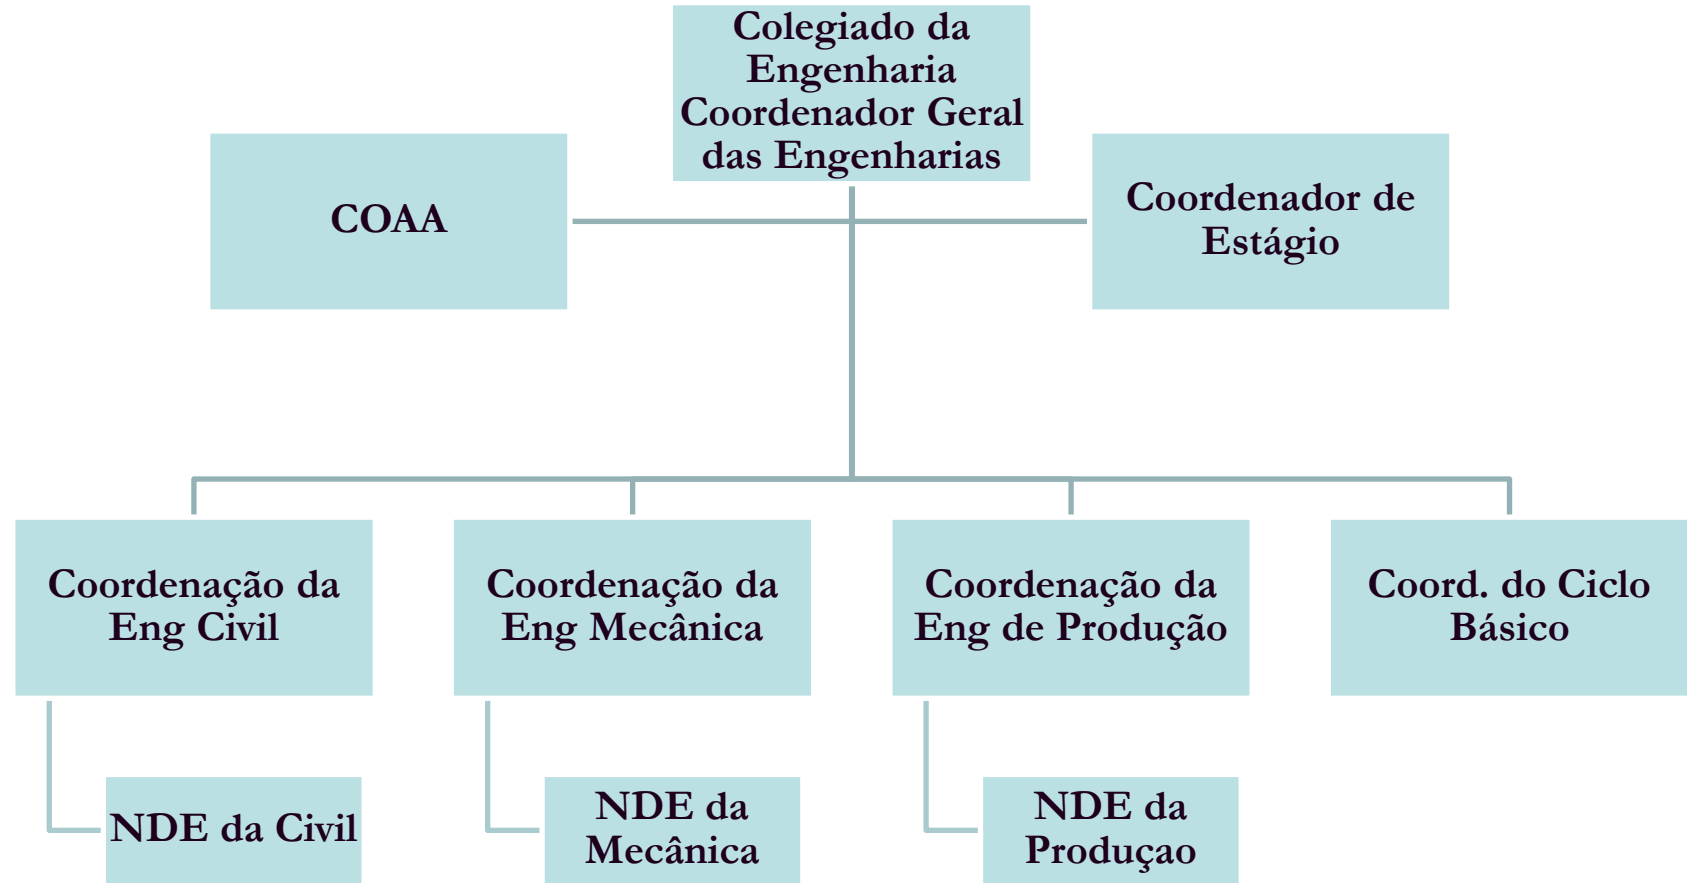 Colegiado da
Engenharia
Coordenador Geral
das Engenharias
COAA
Coordenador de
Estágio
Coordenação da
Eng Civil
Coordenação da
Eng Mecânica
Coordenação da
Eng de Produção
Coord. do Ciclo
Básico
NDE da Civil
NDE da
Mecânica
NDE da
Produçao